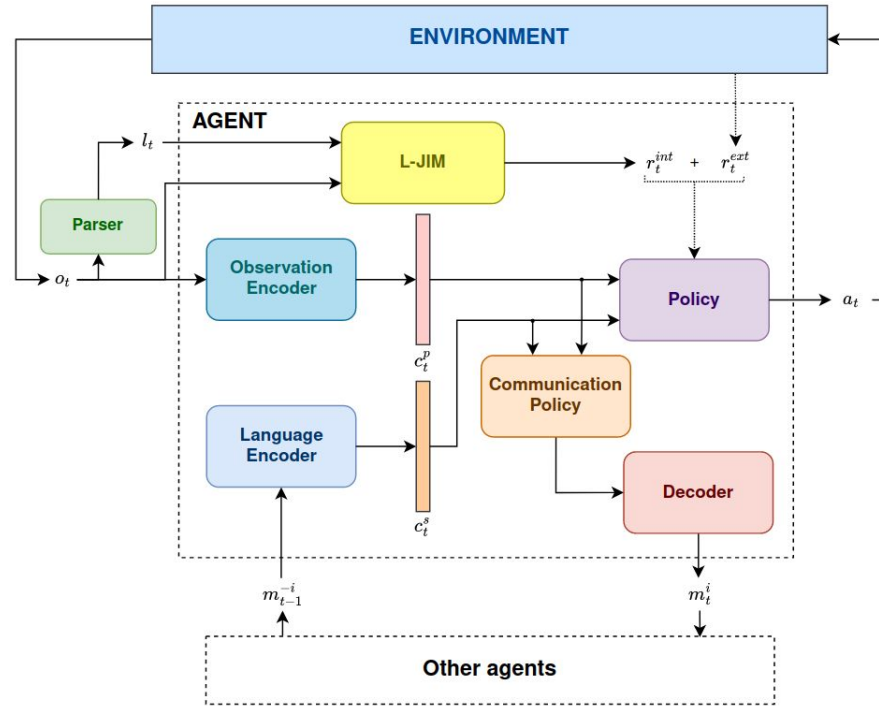 ENVIRONMENT
AGENT
l_t
L-JIM
r_t^{int} + r_t^{ext}
Parser
o_t
Observation
Encoder
Policy
a_t
c_t^p
Communication
Policy
Language
Encoder
Decoder
c_t^s
m_{t-1}^{-i}
m_t^i
Other agents